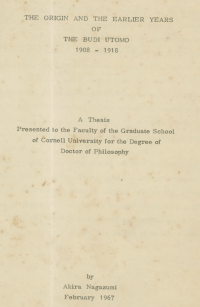 THE ORIGIN AND THE EARLIER YEARS
OF
THE BUDI UTOMO
1908 - 1918
A Thesis
Presented to the Faculty of the Graduate School
of Cornell University for the Degree of
Doctor of Philosophy
by
Akira Nagazumi
February 1967